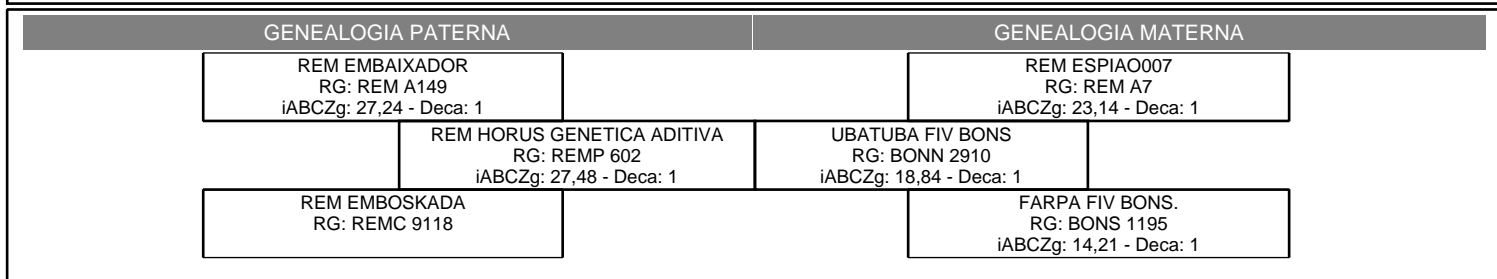 GENEALOGIA PATERNA
GENEALOGIA MATERNA
REM EMBAIXADOR
RG: REM A149
iABCZg: 27,24 - Deca: 1
REM ESPIAO007
RG: REM A7
iABCZg: 23,14 - Deca: 1
REM HORUS GENETICA ADITIVA
RG: REMP 602
iABCZg: 27,48 - Deca: 1
UBATUBA FIV BONS
RG: BONN 2910
iABCZg: 18,84 - Deca: 1
REM EMBOSKADA
RG: REMC 9118
FARPA FIV BONS.
RG: BONS 1195
iABCZg: 14,21 - Deca: 1